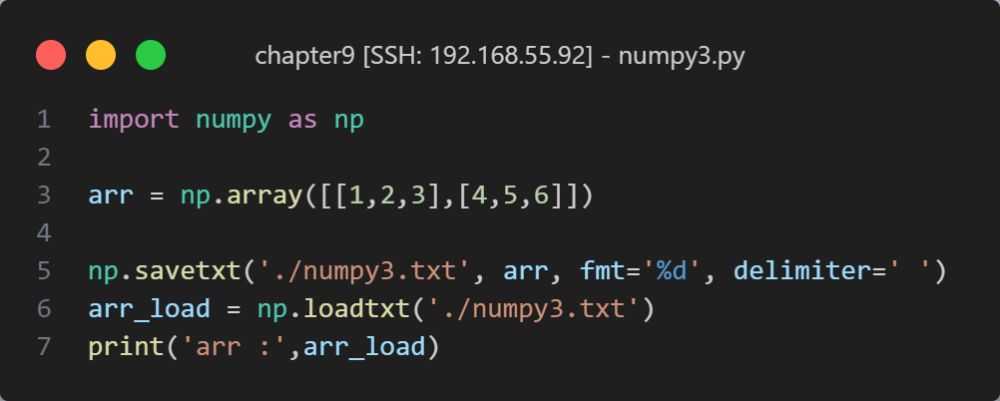 chapter9 [SSH: 192.168.55.92] - numpy3.py
1 import numpy as np
2
3 arr = np.array([[1,2,3],[4,5,6]])
4
5 np.savetxt('./numpy3.txt', arr, fmt='%d', delimiter=' ')
6 arr_load = np.loadtxt('./numpy3.txt')
7 print('arr :',arr_load)